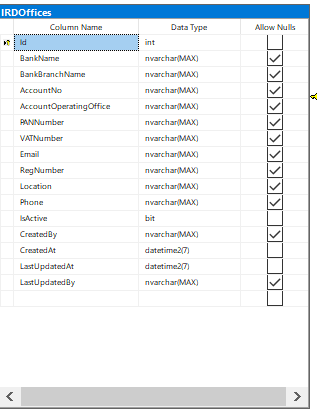 IRDOffices
Column Name Data Type Allow Nulls
Id int
BankName nvarchar(MAX)
BankBranchName nvarchar(MAX)
AccountNo nvarchar(MAX)
AccountOperatingOffice nvarchar(MAX)
PANNumber nvarchar(MAX)
VATNumber nvarchar(MAX)
Email nvarchar(MAX)
RegNumber nvarchar(MAX)
Location nvarchar(MAX)
Phone nvarchar(MAX)
IsActive bit
CreatedBy nvarchar(MAX)
CreatedAt datetime2(7)
LastUpdatedAt datetime2(7)
LastUpdatedBy nvarchar(MAX)